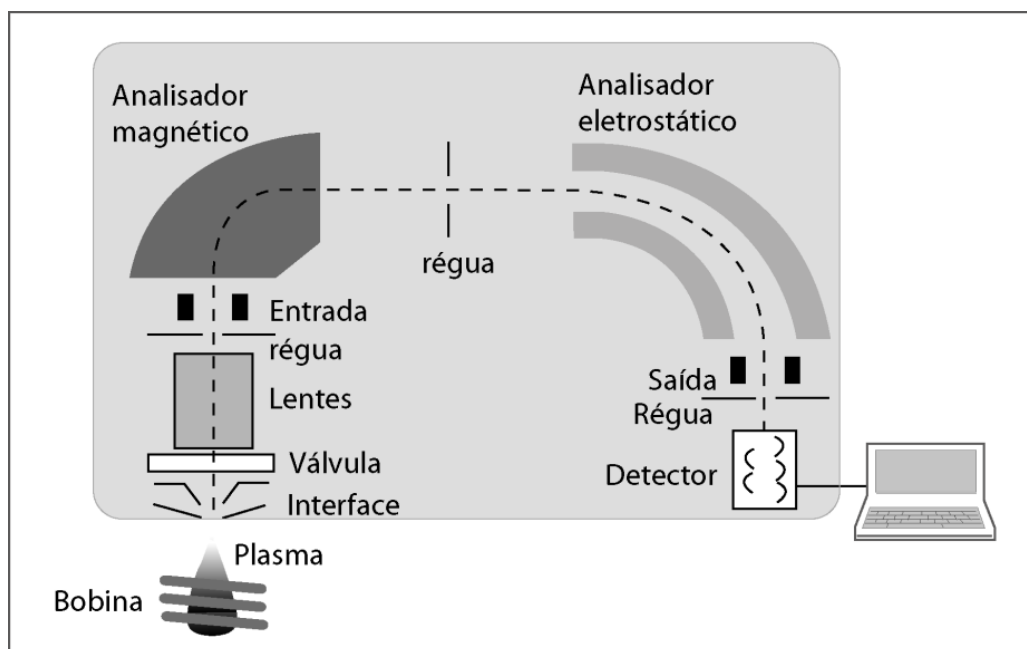 Analisador
magnético
Analisador
eletrostático
régua
Entrada
régua
Lentes
Válvula
Interface
Plasma
Bobina
Saída
Régua
Detector